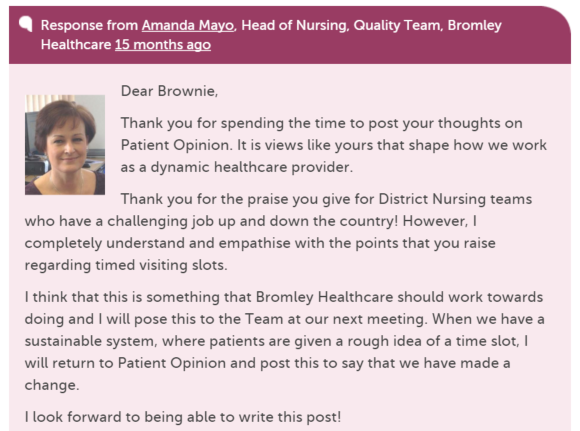 Response from Amanda Mayo, Head of Nursing, Quality Team, Bromley
Healthcare 15 months ago
Dear Brownie,
Thank you for spending the time to post your thoughts on
Patient Opinion. It is views like yours that shape how we work
as a dynamic healthcare provider.
Thank you for the praise you give for District Nursing teams
who have a challenging job up and down the country! However, I
completely understand and empathise with the points that you raise
regarding timed visiting slots.
I think that this is something that Bromley Healthcare should work towards
doing and I will pose this to the Team at our next meeting. When we have a
sustainable system, where patients are given a rough idea of a time slot, I
will return to Patient Opinion and post this to say that we have made a
change.
I look forward to being able to write this post!